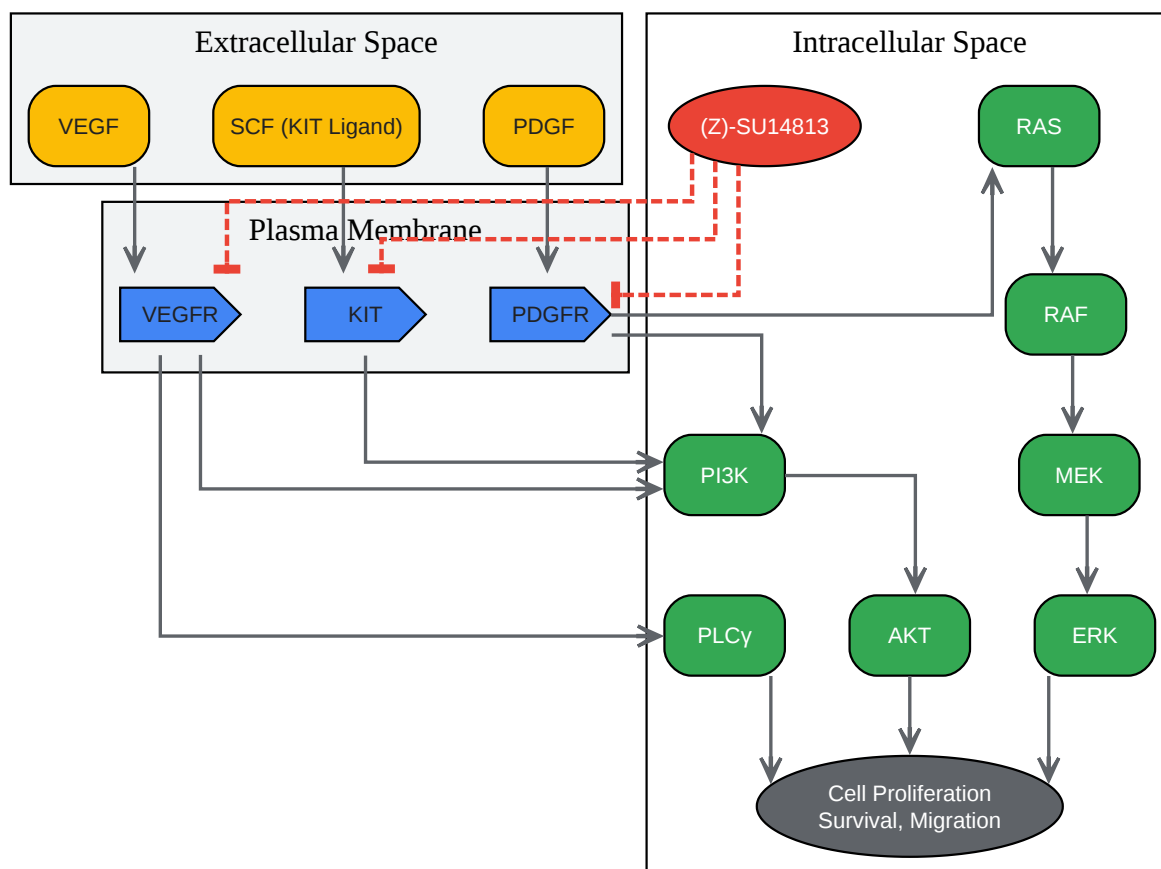 Extracellular Space
Intracellular Space
VEGF
SCF (KIT Ligand)
PDGF
(Z)-SU14813
RAS
Plasma Membrane
VEGFR
KIT
PDGFR
RAF
PI3K
MEK
PLCγ
AKT
ERK
Cell Proliferation
Survival, Migration